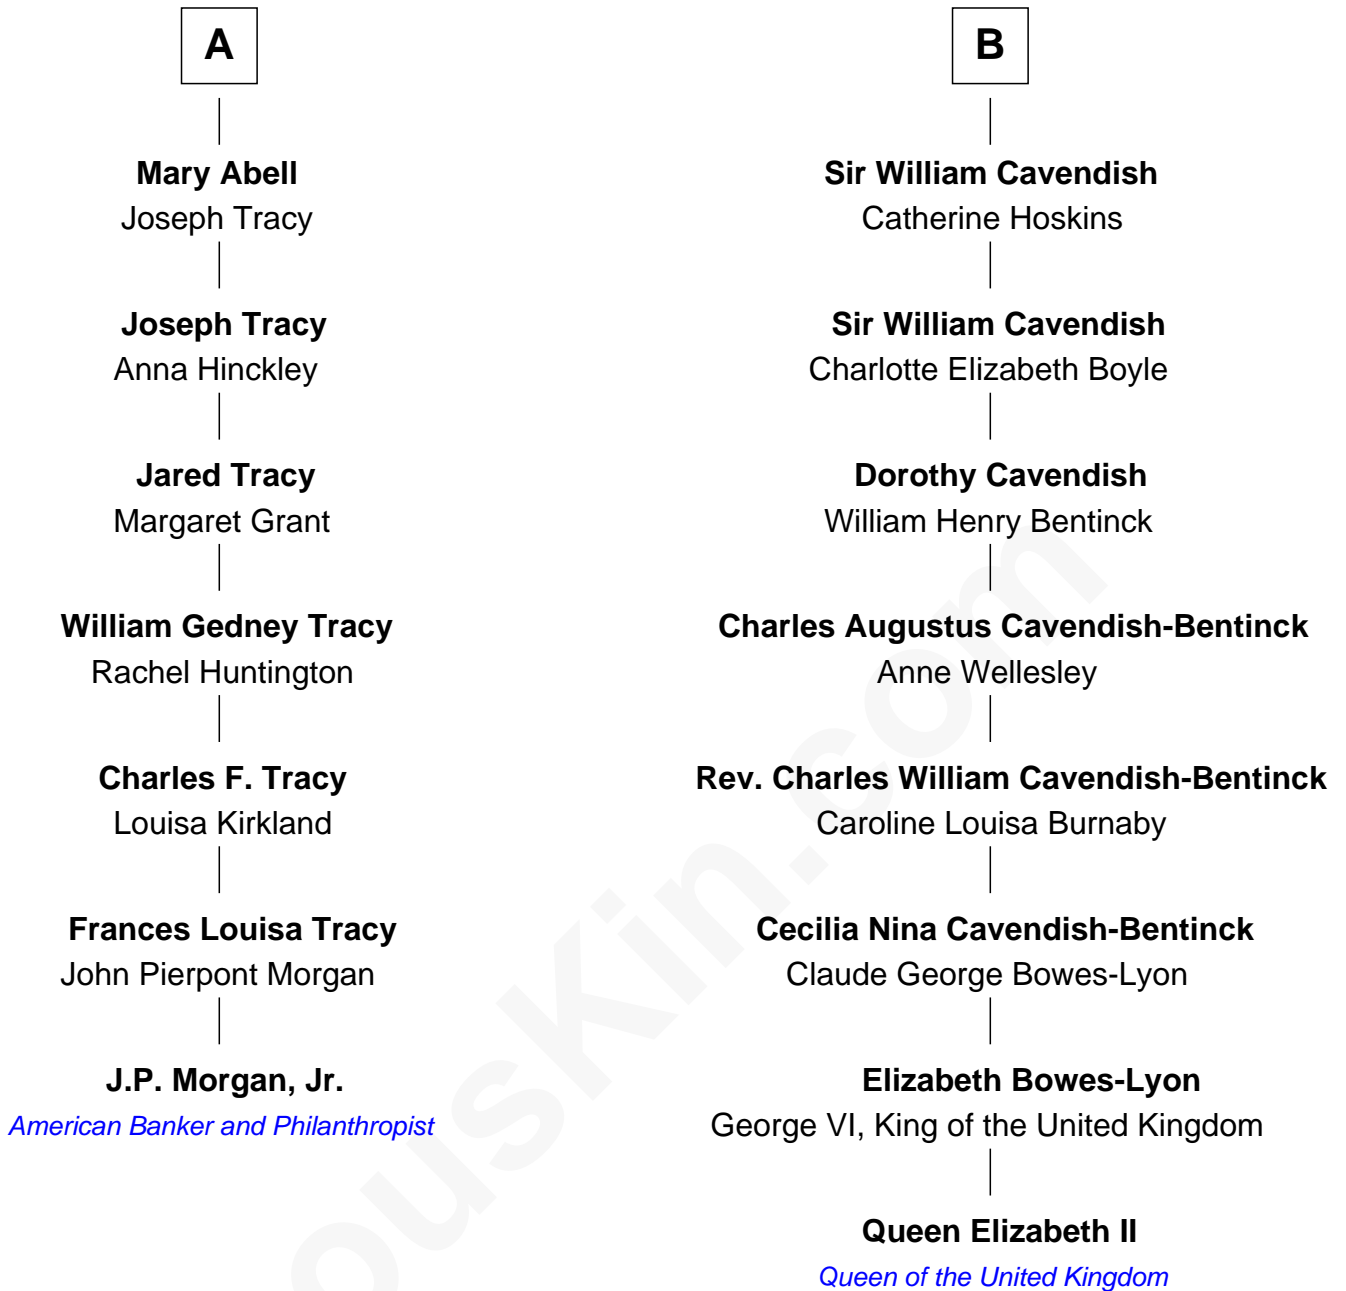 A
Mary Abell
Joseph Tracy
Joseph Tracy
Anna Hinckley
Jared Tracy
Margaret Grant
William Gedney Tracy
Rachel Huntington
Charles F. Tracy
Louisa Kirkland
Frances Louisa Tracy
John Pierpont Morgan
J.P. Morgan, Jr.
American Banker and Philanthropist
B
Sir William Cavendish
Catherine Hoskins
Sir William Cavendish
Charlotte Elizabeth Boyle
Dorothy Cavendish
William Henry Bentinck
Charles Augustus Cavendish-Bentinck
Anne Wellesley
Rev. Charles William Cavendish-Bentinck
Caroline Louisa Burnaby
Cecilia Nina Cavendish-Bentinck
Claude George Bowes-Lyon
Elizabeth Bowes-Lyon
George VI, King of the United Kingdom
Queen Elizabeth II
Queen of the United Kingdom
ousKin.com